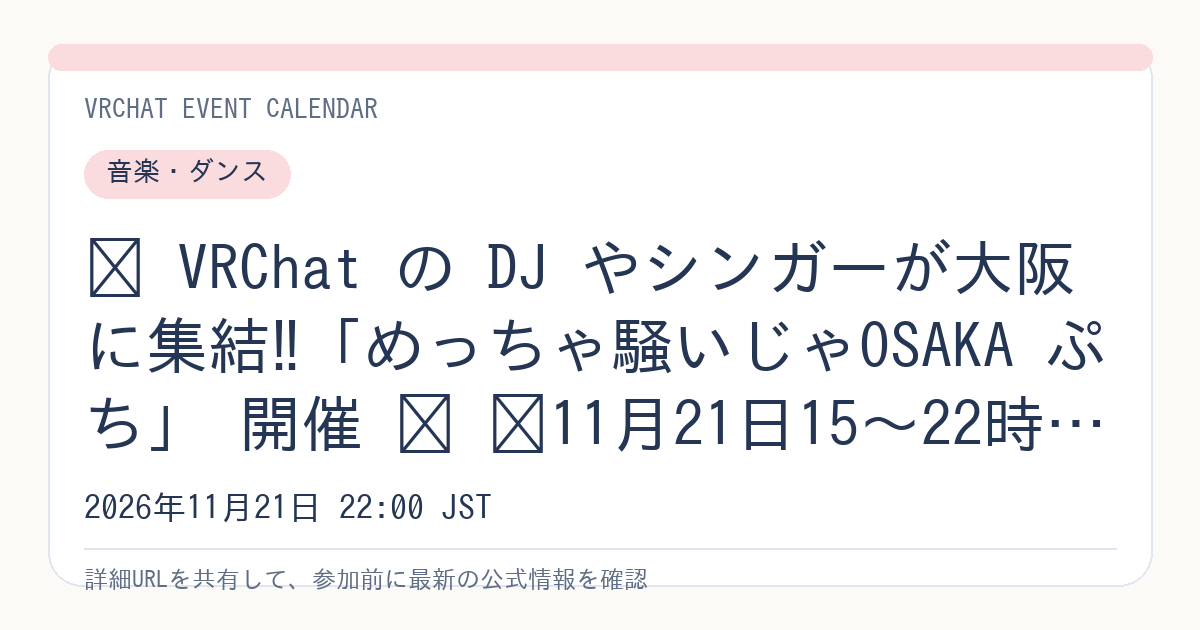 VRCHAT EVENT CALENDAR
音楽・ダンス
VRChat の DJ やシンガーが大阪
に集結‼「めっちゃ騒いじゃOSAKA ぷ
ち」 開催 11月21日15〜22時…
2026年11月21日 22:00 JST
詳細URLを共有して、参加前に最新の公式情報を確認